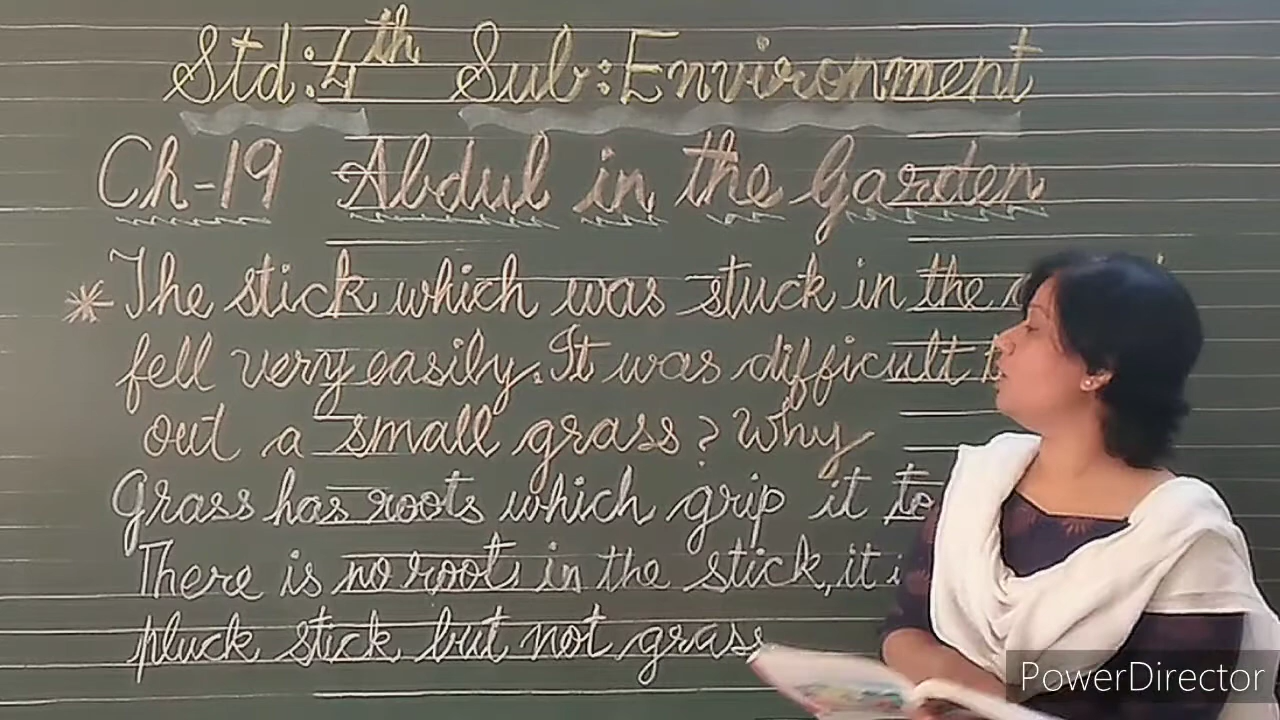 Std:4th Sub:Environment
Ch-19 Abdul in the Garden
* The stick which was stuck in the
fell very easily. It was difficult
out a small grass? Why
Grass has roots which grip it to
There is no root in the stick, it
pluck stick but not grass
PowerDirector